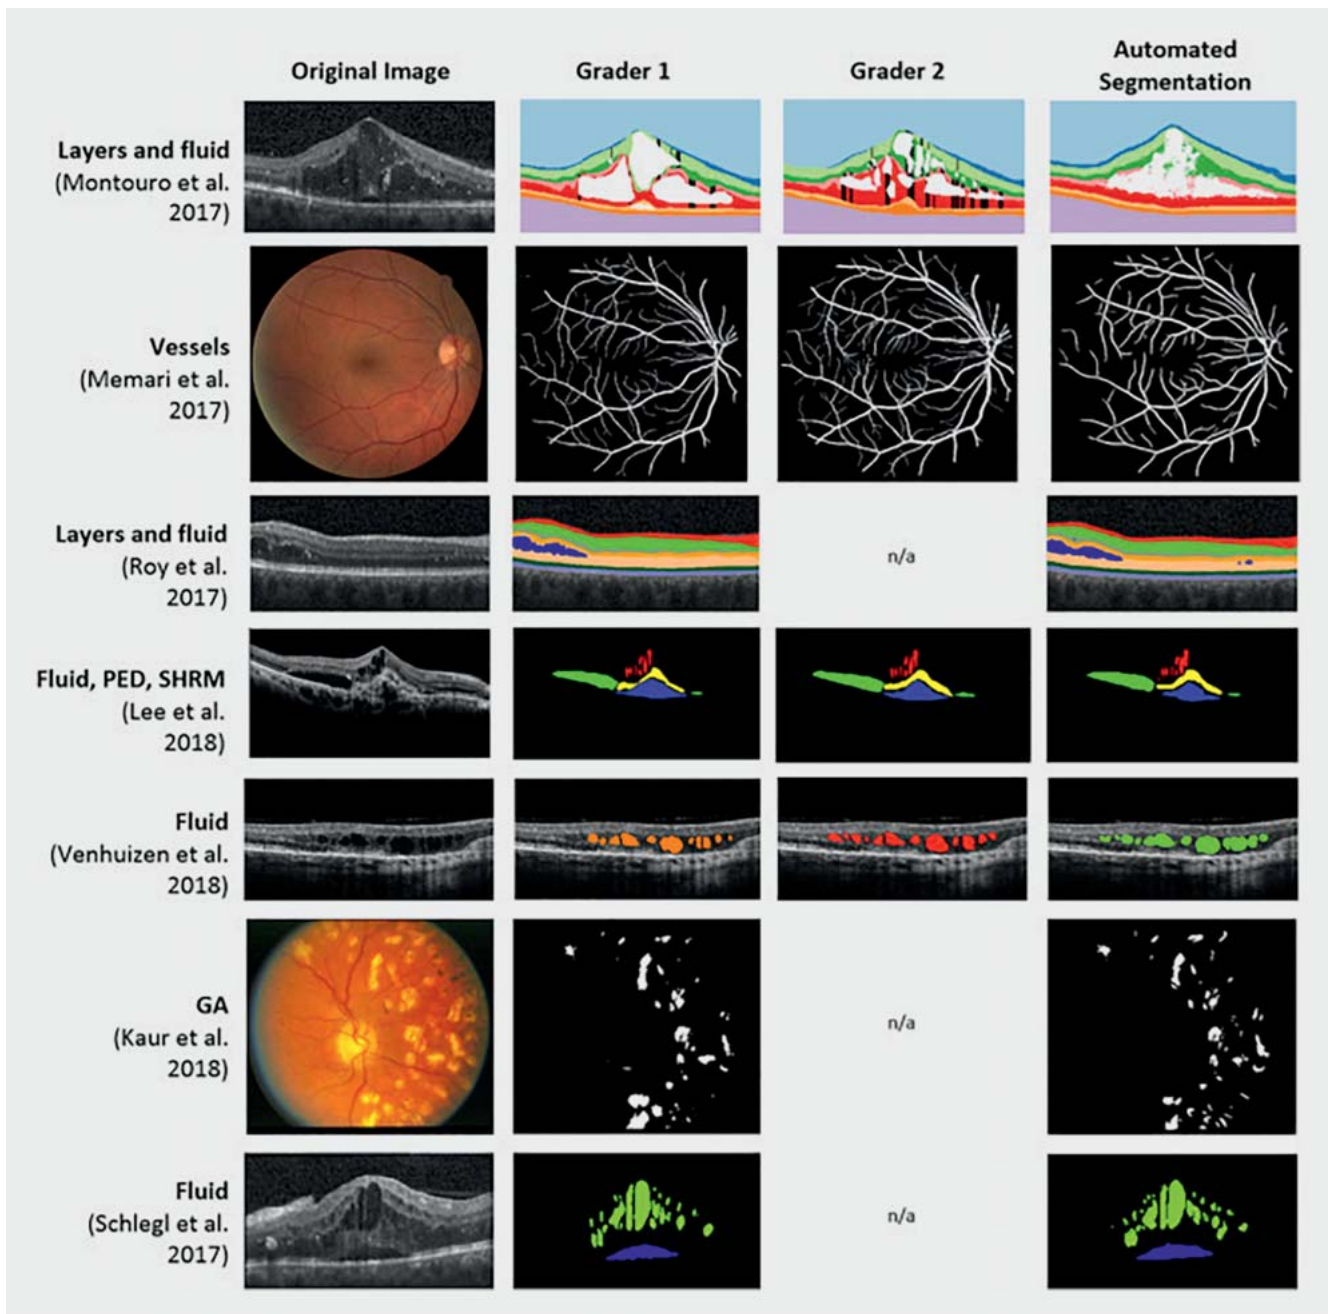 Original Image
Grader 1
Grader 2
Automated
Segmentation
Layers and fluid
(Montouro et al.
2017)
Vessels
(Memari et al.
2017)
Layers and fluid
(Roy et al.
2017)
n/a
Fluid, PED, SHRM
(Lee et al.
2018)
Fluid
(Venhuizen et al.
2018)
GA
(Kaur et al.
2018)
n/a
Fluid
(Schlegl et al.
2017)
n/a